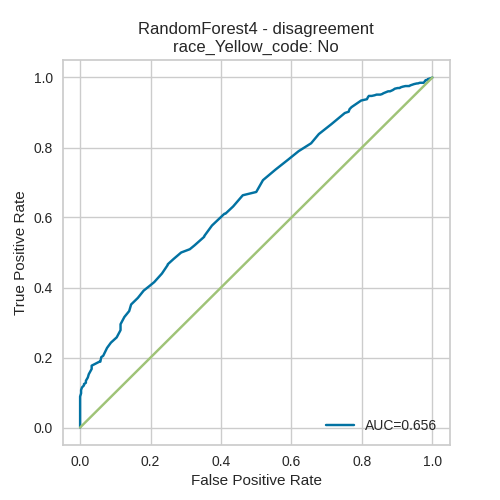 RandomForest4 - disagreement
race_Yellow_code: No
True Positive Rate
1.0
0.8
0.6
0.4
0.2
0.0
AUC=0.656
0.0 0.2 0.4 0.6 0.8 1.0
False Positive Rate